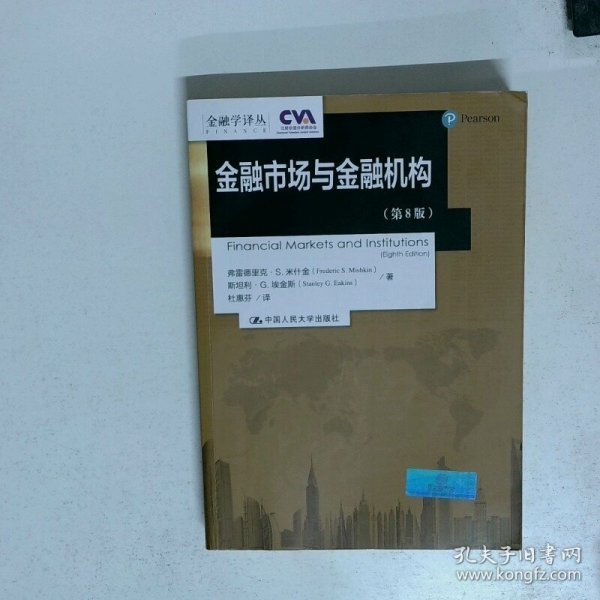 金融学译丛
FINANCE
CVA
Pearson
金融市场与金融机构
（第8版）
Financial Markets and Institutions
(Eighth Edition)
弗雷德里克·S. 米什金（Frederic S. Mishkin）
斯坦利·G. 埃金斯（Stanley G. Eakins）
／著
杜惠芬／译
中国人民大学出版社
孔夫子旧书网
www.kongfz.com